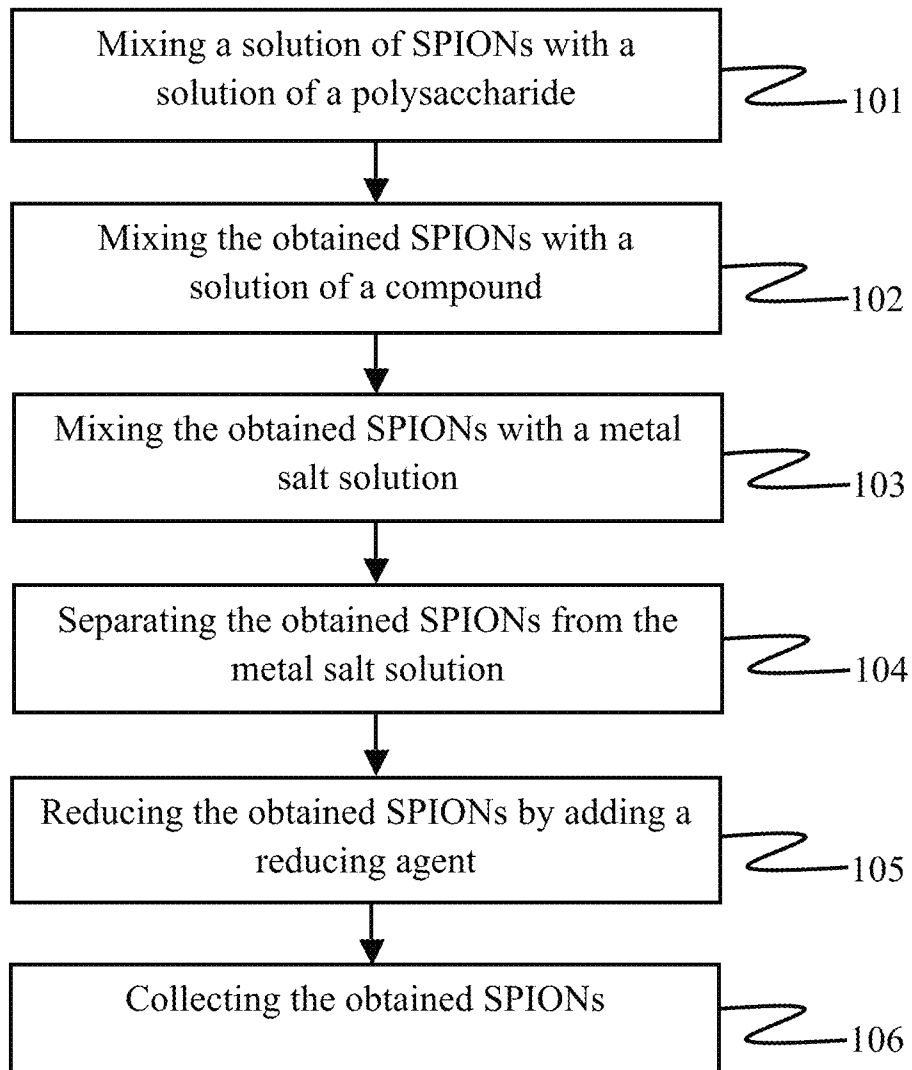 Mixing a solution of SPIONs with a
solution of a polysaccharide
101
Mixing the obtained SPIONs with a
solution of a compound
102
Mixing the obtained SPIONs with a metal
salt solution
103
Separating the obtained SPIONs from the
metal salt solution
104
Reducing the obtained SPIONs by adding a
reducing agent
105
Collecting the obtained SPIONs
106